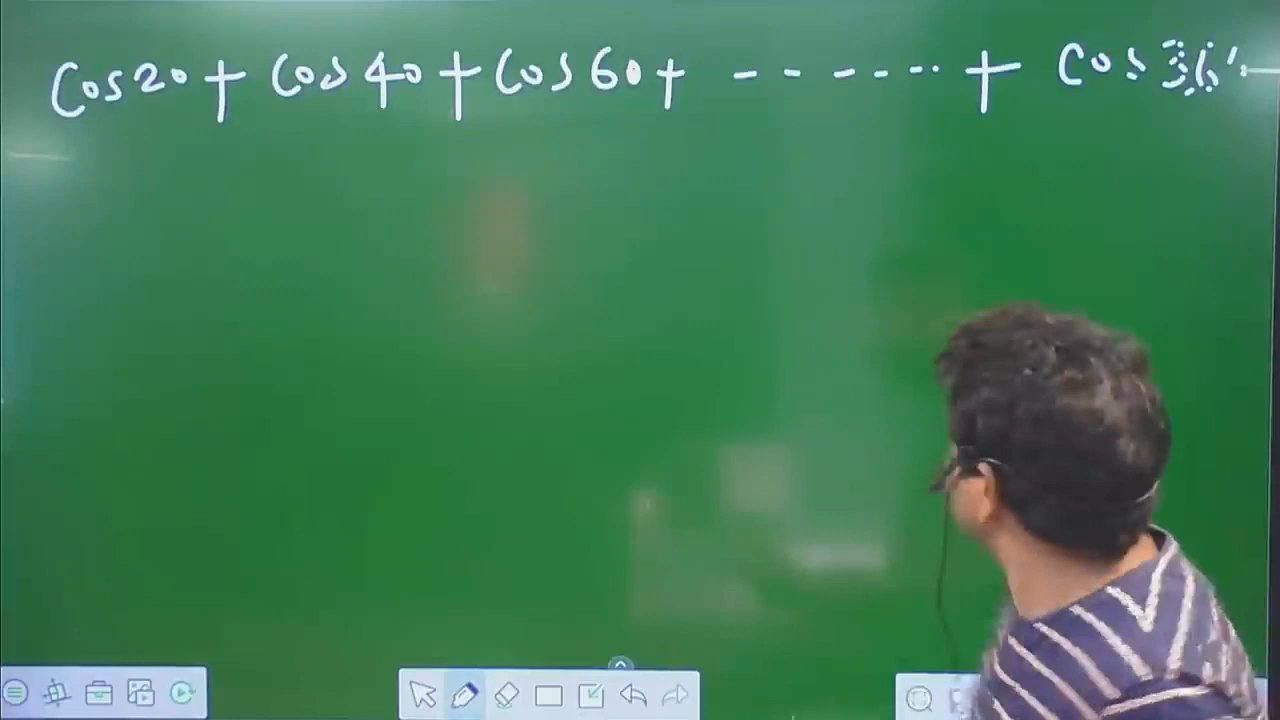 cos20 + cos40 + cos60 + ------- + cos